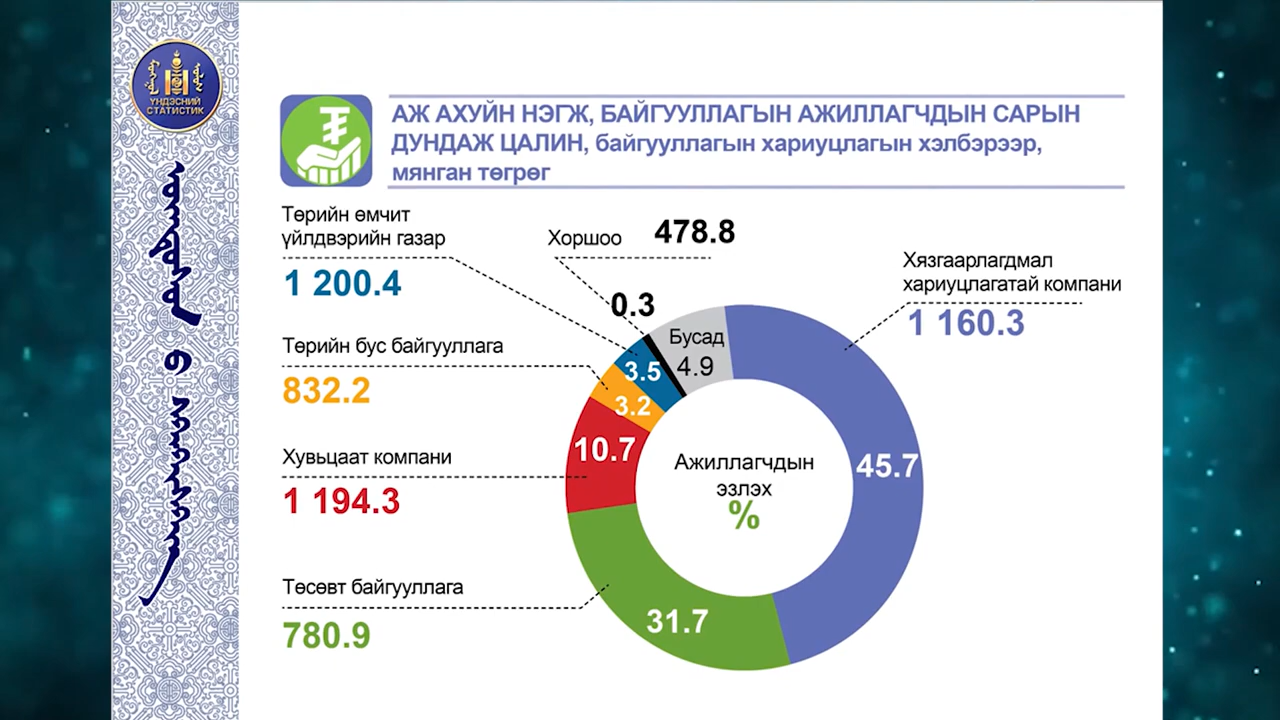 ҮНДЭСНИЙ
СТАТИСТИК
АЖ АХУЙН НЭГЖ, БАЙГУУЛЛАГЫН АЖИЛЛАГЧДЫН САРЫН
ДУНДАЖ ЦАЛИН, байгууллагын хариуцлагын хэлбэрээр,
мянган төгрөг
Төрийн өмчит
үйлдвэрийн газар
1 200.4
Хоршоо
478.8
Хязгаарлагдмал
хариуцлагатай компани
1 160.3
0.3
Бусад
4.9
3.5
3.2
10.7
31.7
45.7
Төрийн бус байгууллага
832.2
Хувьцаат компани
1 194.3
Төсөвт байгууллага
780.9
Ажиллагчдын
эзлэх
%